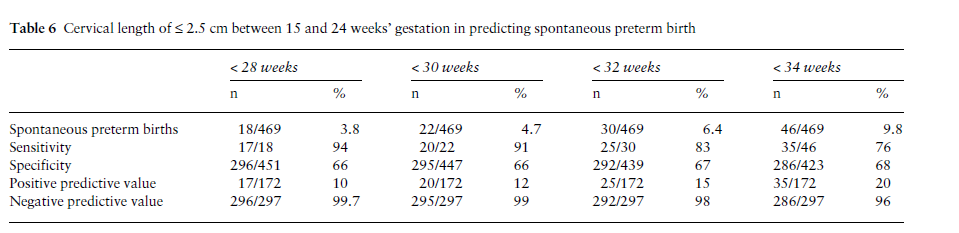 Table 6 Cervical length of ≤ 2.5 cm between 15 and 24 weeks' gestation in predicting spontaneous preterm birth
< 28 weeks < 30 weeks < 32 weeks < 34 weeks
n % n % n % n %
Spontaneous preterm births 18/469 3.8 22/469 4.7 30/469 6.4 46/469 9.8
Sensitivity 17/18 94 20/22 91 25/30 83 35/46 76
Specificity 296/451 66 295/447 66 292/439 67 286/423 68
Positive predictive value 17/172 10 20/172 12 25/172 15 35/172 20
Negative predictive value 296/297 99.7 295/297 99 292/297 98 286/297 96